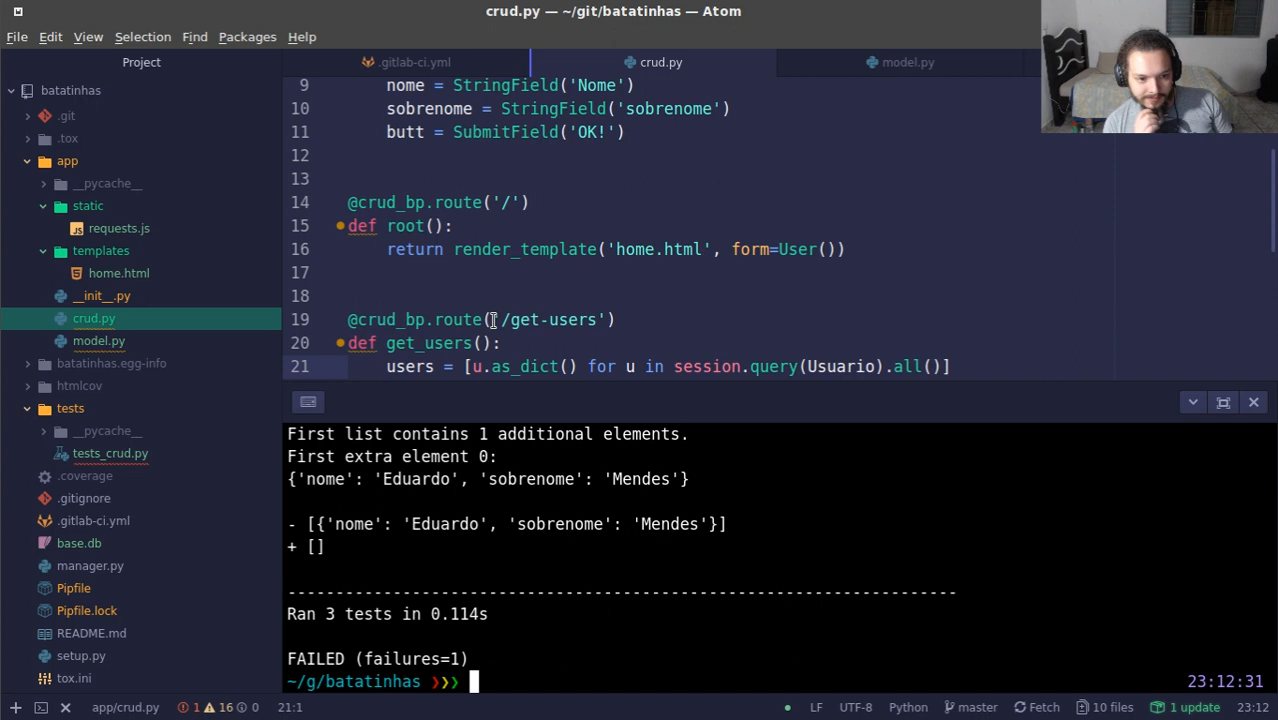 crud.py — ~/git/batatinhas — Atom
File Edit View Selection Find Packages Help
Project
.gitlab-ci.yml crud.py model.py
batatinhas
.git
.tox
app
__pycache__
static
requests.js
templates
home.html
__init__.py
crud.py
model.py
batatinhas.egg-info
htmlcov
tests
__pycache__
tests_crud.py
.coverage
.gitignore
.gitlab-ci.yml
base.db
manager.py
Pipfile
Pipfile.lock
README.md
setup.py
tox.ini
9 nome = StringField('Nome')
10 sobrenome = StringField('sobrenome')
11 butt = SubmitField('OK!')
12
13
14 @crud_bp.route('/')
15 def root():
16 return render_template('home.html', form=User())
17
18
19 @crud_bp.route('/get-users')
20 def get_users():
21 users = [u.as_dict() for u in session.query(Usuario).all()]
First list contains 1 additional elements.
First extra element 0:
{'nome': 'Eduardo', 'sobrenome': 'Mendes'}
- [{'nome': 'Eduardo', 'sobrenome': 'Mendes'}]
+ []
----------------------------------------------------------------------
Ran 3 tests in 0.114s
FAILED (failures=1)
~/g/batatinhas ❯❯❯ 23:12:31
app/crud.py 1 16 0 21:1 LF UTF-8 Python master Fetch 10 files 1 update 23:12